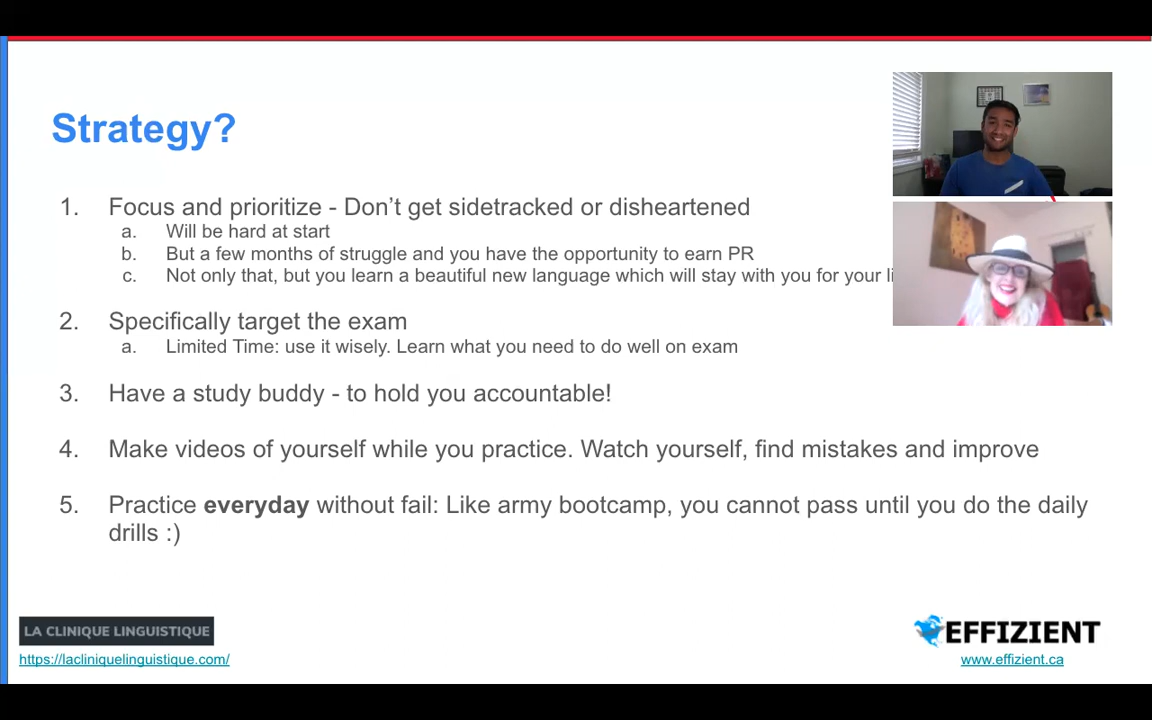 Strategy?
1. Focus and prioritize - Don’t get sidetracked or disheartened
a. Will be hard at start
b. But a few months of struggle and you have the opportunity to earn PR
c. Not only that, but you learn a beautiful new language which will stay with you for your
2. Specifically target the exam
a. Limited Time: use it wisely. Learn what you need to do well on exam
3. Have a study buddy - to hold you accountable!
4. Make videos of yourself while you practice. Watch yourself, find mistakes and improve
5. Practice everyday without fail: Like army bootcamp, you cannot pass until you do the daily
drills :)
LA CLINIQUE LINGUISTIQUE
https://lacliniquelinguistique.com/
EFFIZIENT
www.effizient.ca